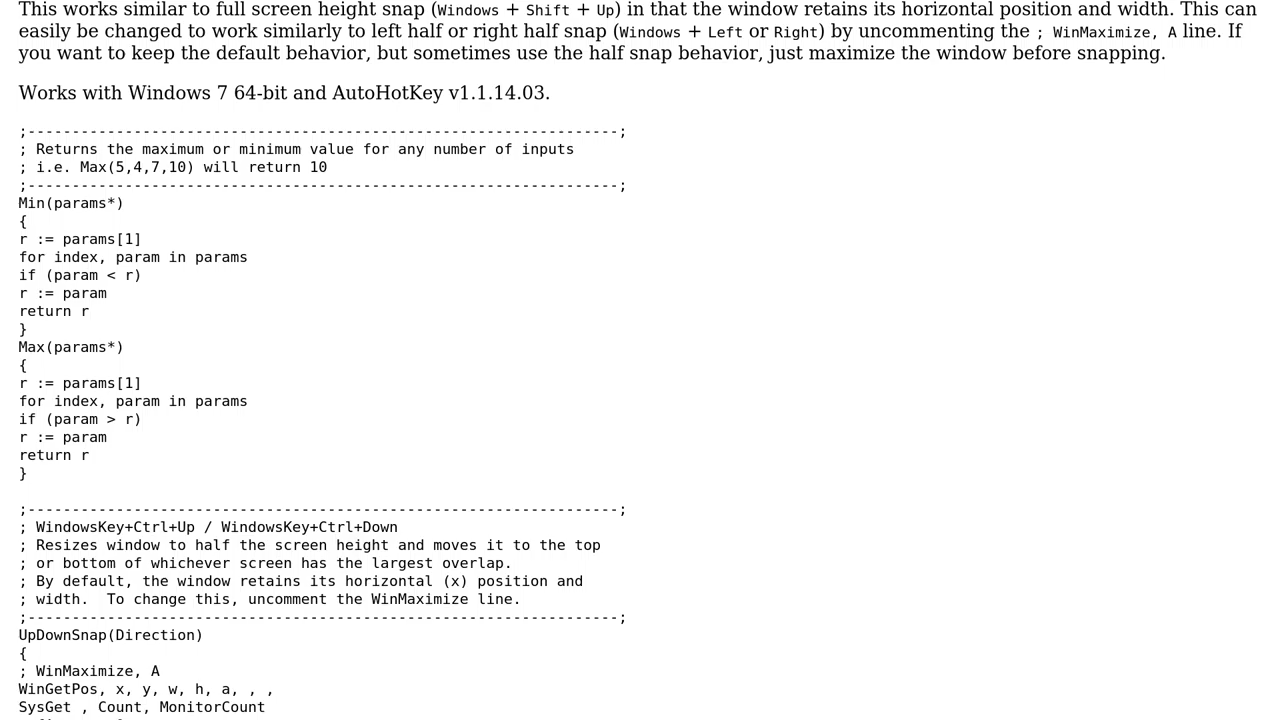 This works similar to full screen height snap (Windows + Shift + Up) in that the window retains its horizontal position and width. This can
easily be changed to work similarly to left half or right half snap (Windows + Left or Right) by uncommenting the ; WinMaximize, A line. If
you want to keep the default behavior, but sometimes use the half snap behavior, just maximize the window before snapping.
Works with Windows 7 64-bit and AutoHotKey v1.1.14.03.
;-------------------------------------------------------------------;
; Returns the maximum or minimum value for any number of inputs
; i.e. Max(5,4,7,10) will return 10
;-------------------------------------------------------------------;
Min(params*)
{
r := params[1]
for index, param in params
if (param < r)
r := param
return r
}
Max(params*)
{
r := params[1]
for index, param in params
if (param > r)
r := param
return r
}
;-------------------------------------------------------------------;
; WindowsKey+Ctrl+Up / WindowsKey+Ctrl+Down
; Resizes window to half the screen height and moves it to the top
; or bottom of whichever screen has the largest overlap.
; By default, the window retains its horizontal (x) position and
; width.  To change this, uncomment the WinMaximize line.
;-------------------------------------------------------------------;
UpDownSnap(Direction)
{
; WinMaximize, A
WinGetPos, x, y, w, h, a, , ,
SysGet , Count, MonitorCount